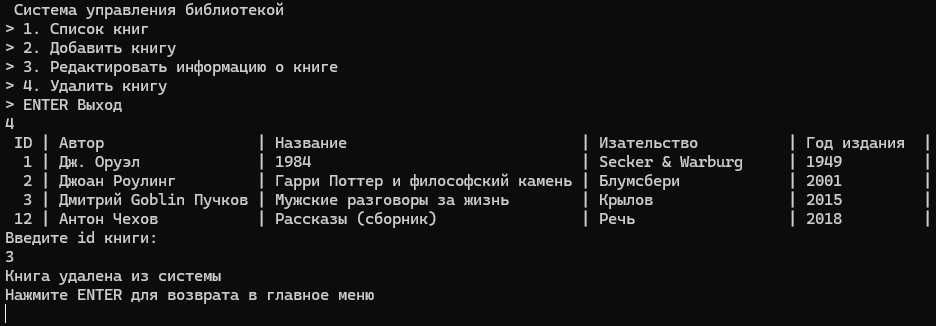 Система управления библиотекой
> 1. Список книг
> 2. Добавить книгу
> 3. Редактировать информацию о книге
> 4. Удалить книгу
> ENTER Выход
4
ID | Автор | Название | Изательство | Год издания |
1 | Дж. Оруэл | 1984 | Secker & Warburg | 1949 |
2 | Джоан Роулинг | Гарри Поттер и философский камень | Блумсбери | 2001 |
3 | Дмитрий Goblin Пучков | Мужские разговоры за жизнь | Крылов | 2015 |
12 | Антон Чехов | Рассказы (сборник) | Речь | 2018 |
Введите id книги:
3
Книга удалена из системы
Нажмите ENTER для возврата в главное меню